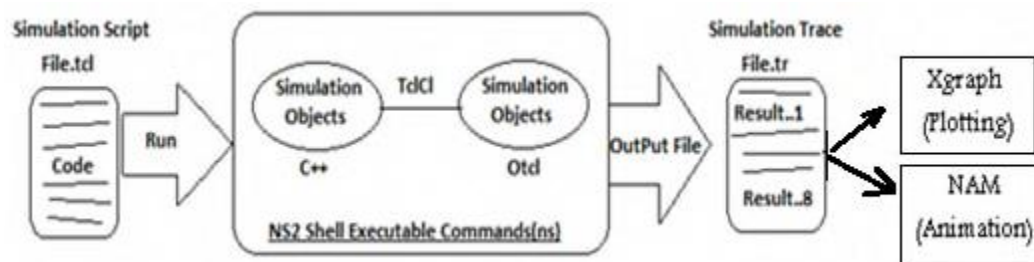 Simulation Script
File.tcl
Code
Run
Simulation
Objects
C++
TclCl
Simulation
Objects
Otcl
NS2 Shell Executable Commands(ns)
OutPut File
Simulation Trace
File.tr
Result..1
Result..8
Xgraph
(Plotting)
NAM
(Animation)